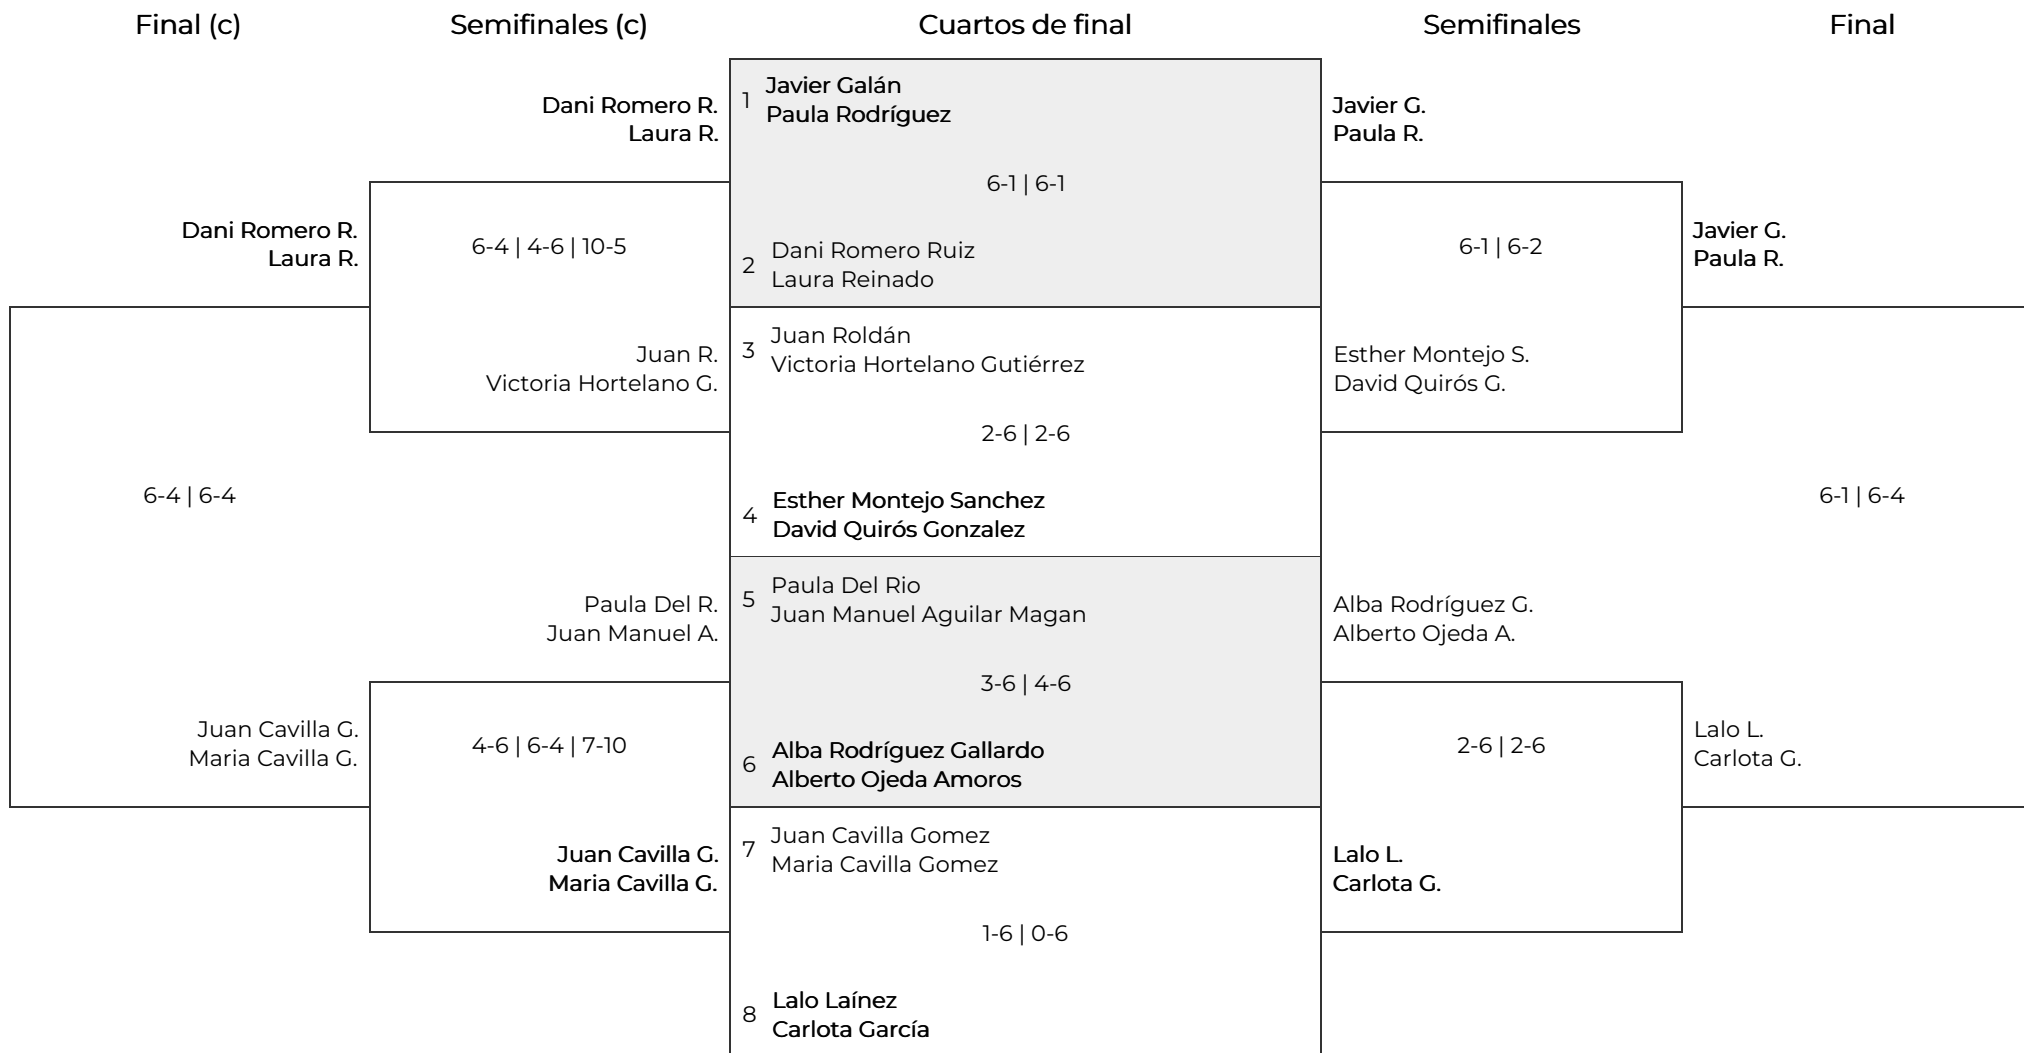 Final (c)
Semifinales (c)
Cuartos de final
Semifinales
Final
Dani Romero R.
Laura R.
6-4 | 6-4
Juan Cavilla G.
Maria Cavilla G.
Dani Romero R.
Laura R.
6-4 | 4-6 | 10-5
Juan R.
Victoria Hortelano G.
Paula Del R.
Juan Manuel A.
4-6 | 6-4 | 7-10
Juan Cavilla G.
Maria Cavilla G.
1
Javier Galán
Paula Rodríguez
6-1 | 6-1
2
Dani Romero Ruiz
Laura Reinado
3
Juan Roldán
Victoria Hortelano Gutiérrez
2-6 | 2-6
4
Esther Montejo Sanchez
David Quirós Gonzalez
5
Paula Del Rio
Juan Manuel Aguilar Magan
3-6 | 4-6
6
Alba Rodríguez Gallardo
Alberto Ojeda Amoros
7
Juan Cavilla Gomez
Maria Cavilla Gomez
1-6 | 0-6
8
Lalo Laínez
Carlota García
Javier G.
Paula R.
6-1 | 6-2
Esther Montejo S.
David Quirós G.
Alba Rodríguez G.
Alberto Ojeda A.
2-6 | 2-6
Lalo L.
Carlota G.
Javier G.
Paula R.
6-1 | 6-4
Lalo L.
Carlota G.